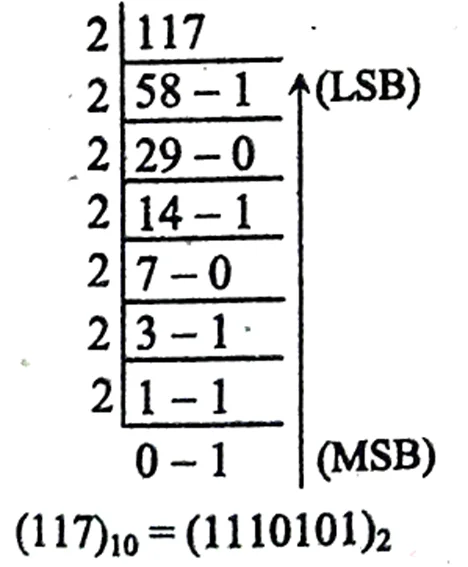 2 117
2 58 – 1 (LSB)
2 29 – 0
2 14 – 1
2 7 – 0
2 3 – 1
2 1 – 1
0 – 1 (MSB)
(117)₁₀ = (1110101)₂